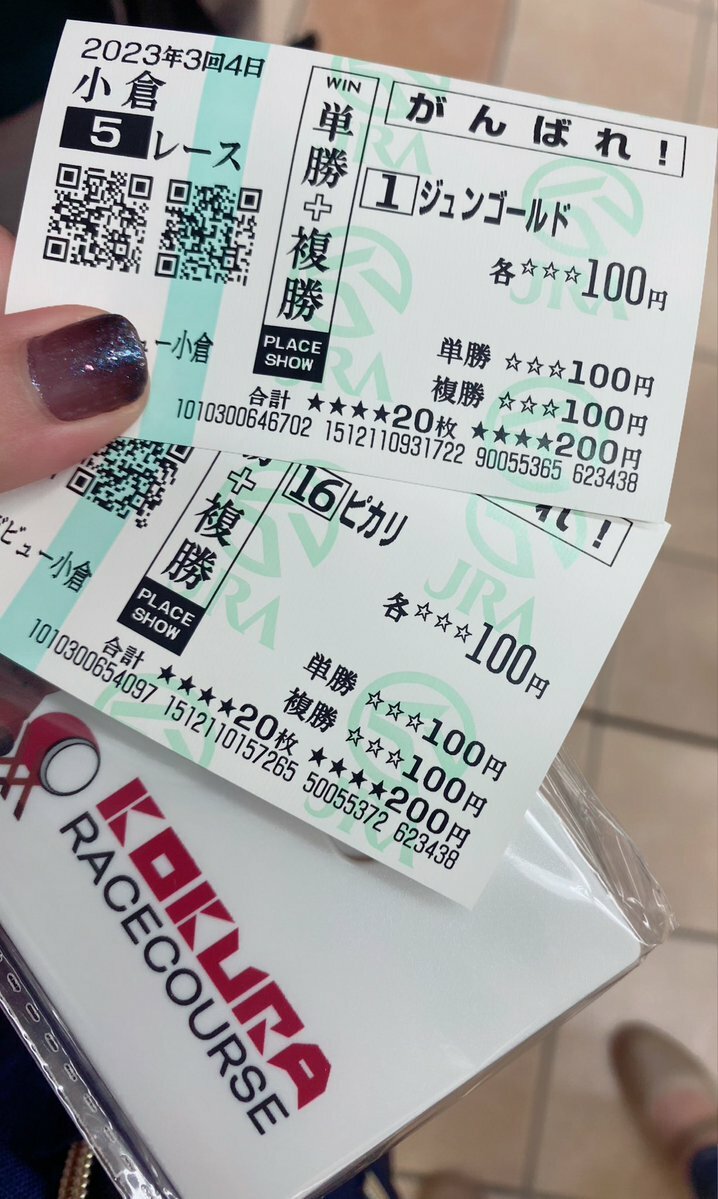 2023年3回4日
小倉
5レース
WIN
単勝+複勝
PLACE
SHOW
がんばれ!
1 ジュンゴールド
各☆☆☆100円
単勝 ☆☆☆100円
複勝 ☆☆☆100円
ュー小倉
合計 ★★★★20枚 ★★★★200円
1010300646702 1512110931722 90055365 623438
JRA
+複勝
PLACE
SHOW
れ!
16 ピカリ
各☆☆☆100円
単勝 ☆☆☆100円
複勝 ☆☆☆100円
ビュー小倉
合計 ★★★★20枚 ★★★★200円
1010300654097 1512110157265 50055372 623438
JRA
KOKURA
RACECOURSE